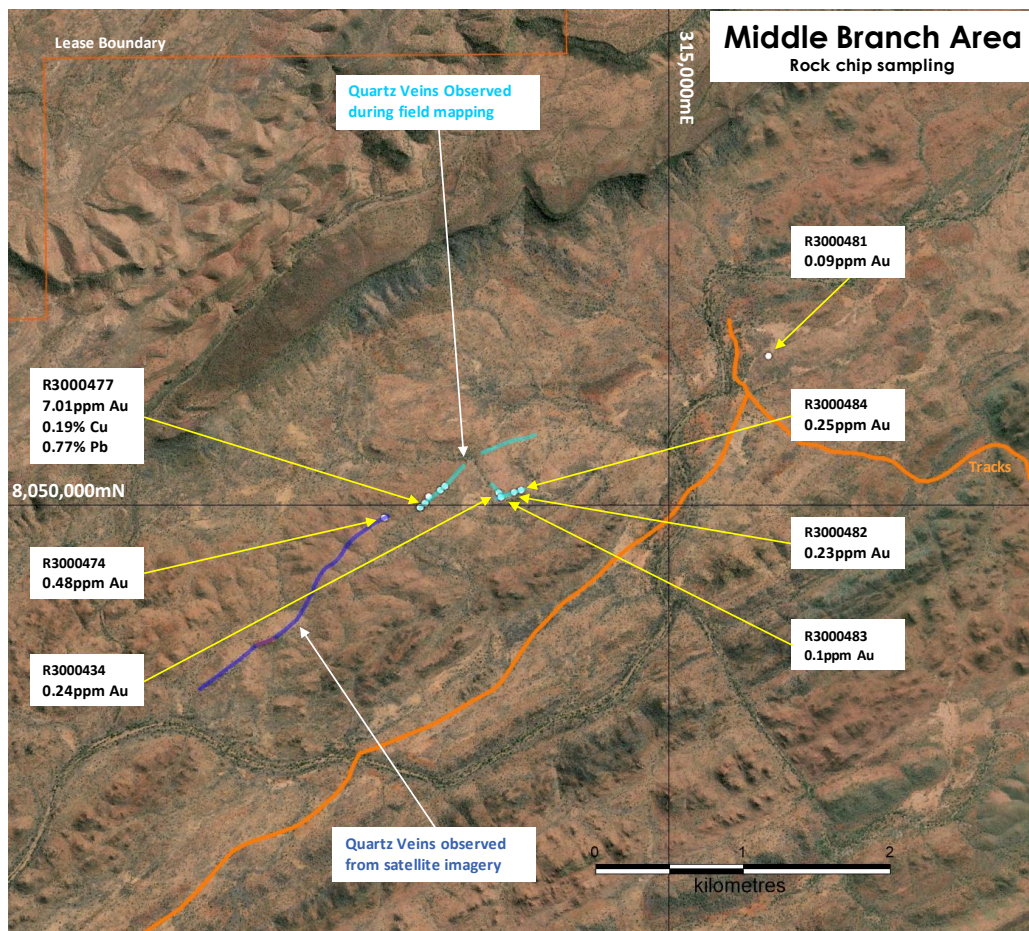 Middle Branch Area
Rock chip sampling
Lease Boundary
315,000mE
Quartz Veins Observed
during field mapping
R3000481
0.09ppm Au
R3000477
7.01ppm Au
0.19% Cu
0.77% Pb
R3000484
0.25ppm Au
Tracks
8,050,000mN
R3000474
0.48ppm Au
R3000482
0.23ppm Au
R3000434
0.24ppm Au
R3000483
0.1ppm Au
Quartz Veins observed
from satellite imagery
0 1 2
kilometres